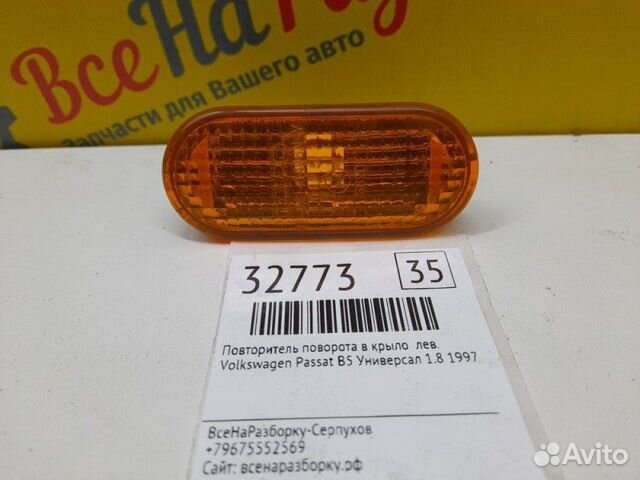 ВсеНаРаз
Запчасти для Вашего авто
32773 35
Повторитель поворота в крыло лев.
Volkswagen Passat B5 Универсал 1.8 1997
ВсеНаРазборку-Серпухов
+79675552569
Сайт: всенаразборку.рф
Avito